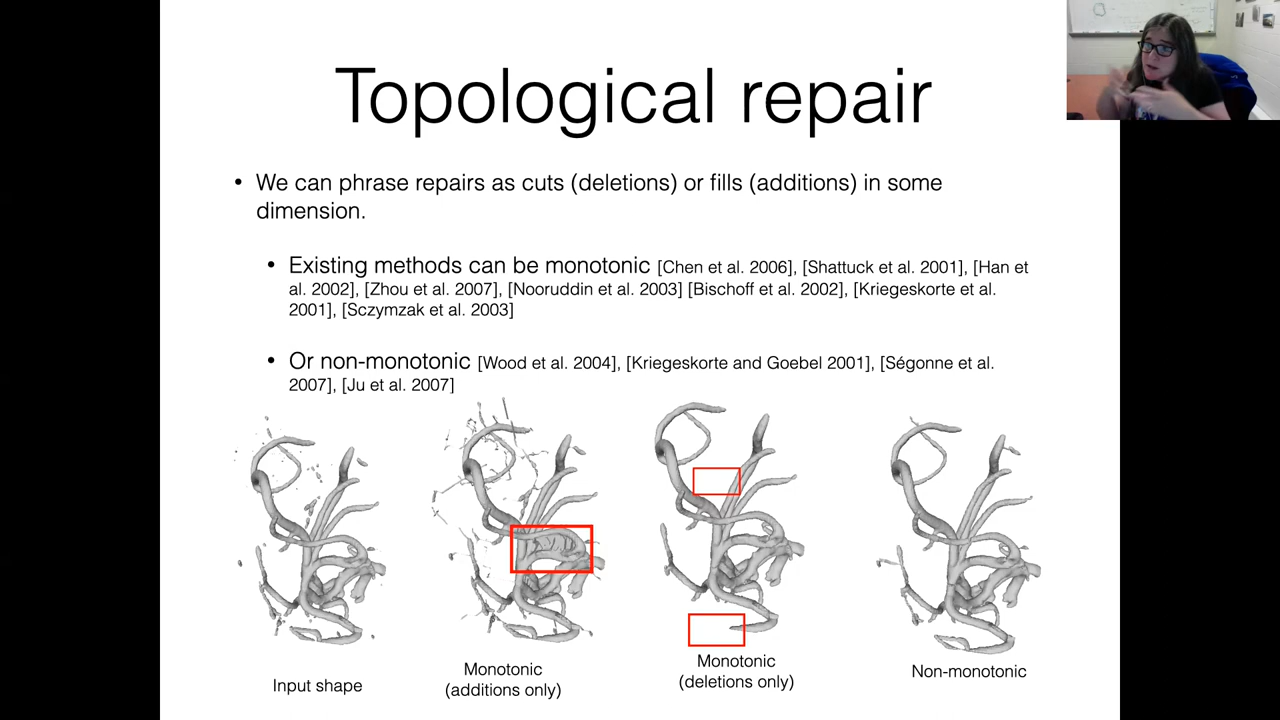 Topological repair
• We can phrase repairs as cuts (deletions) or fills (additions) in some
dimension.
• Existing methods can be monotonic [Chen et al. 2006], [Shattuck et al. 2001], [Han et
al. 2002], [Zhou et al. 2007], [Nooruddin et al. 2003] [Bischoff et al. 2002], [Kriegeskorte et al.
2001], [Sczymzak et al. 2003]
• Or non-monotonic [Wood et al. 2004], [Kriegeskorte and Goebel 2001], [Ségonne et al.
2007], [Ju et al. 2007]
Input shape
Monotonic
(additions only)
Monotonic
(deletions only)
Non-monotonic